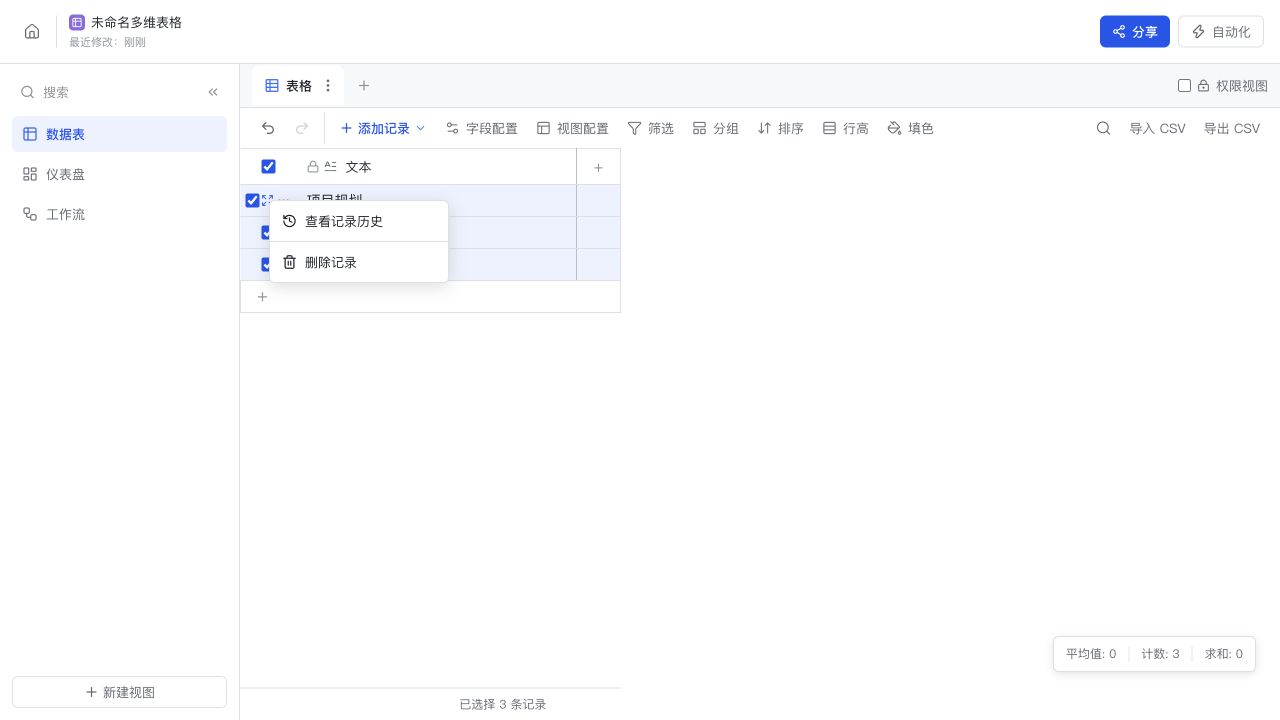 未命名多维表格
最近修改：刚刚
分享
自动化
搜索
数据表
仪表盘
工作流
新建视图
表格
权限视图
添加记录
字段配置
视图配置
筛选
分组
排序
行高
填色
导入 CSV
导出 CSV
文本
项目规划
查看记录历史
删除记录
平均值: 0
计数: 3
求和: 0
已选择 3 条记录